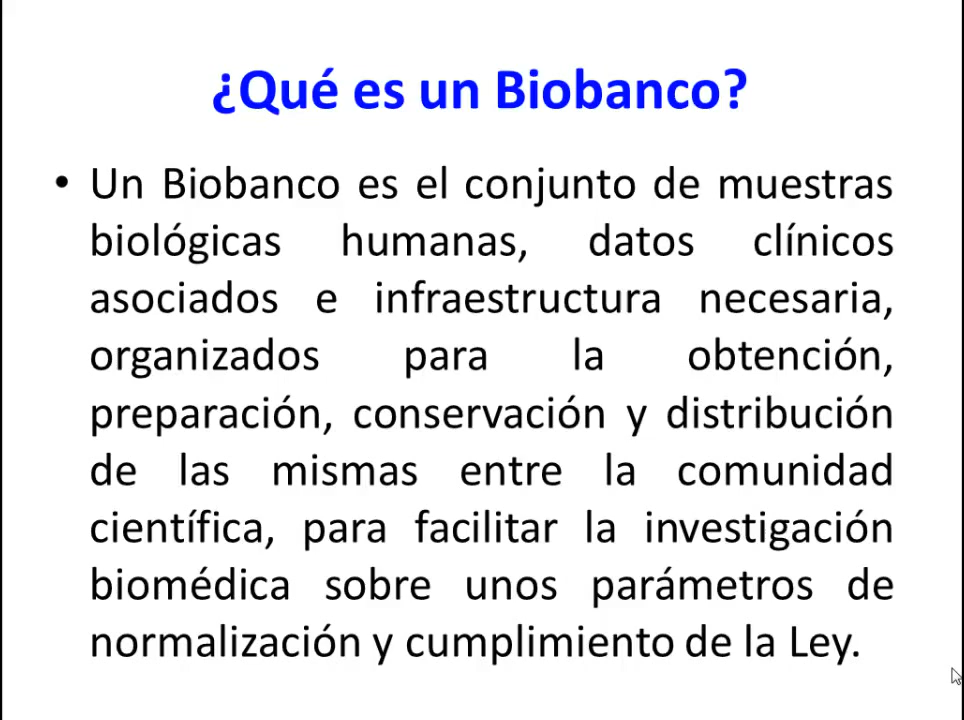 ¿Qué es un Biobanco?
• Un Biobanco es el conjunto de muestras
biológicas humanas, datos clínicos
asociados e infraestructura necesaria,
organizados para la obtención,
preparación, conservación y distribución
de las mismas entre la comunidad
científica, para facilitar la investigación
biomédica sobre unos parámetros de
normalización y cumplimiento de la Ley.